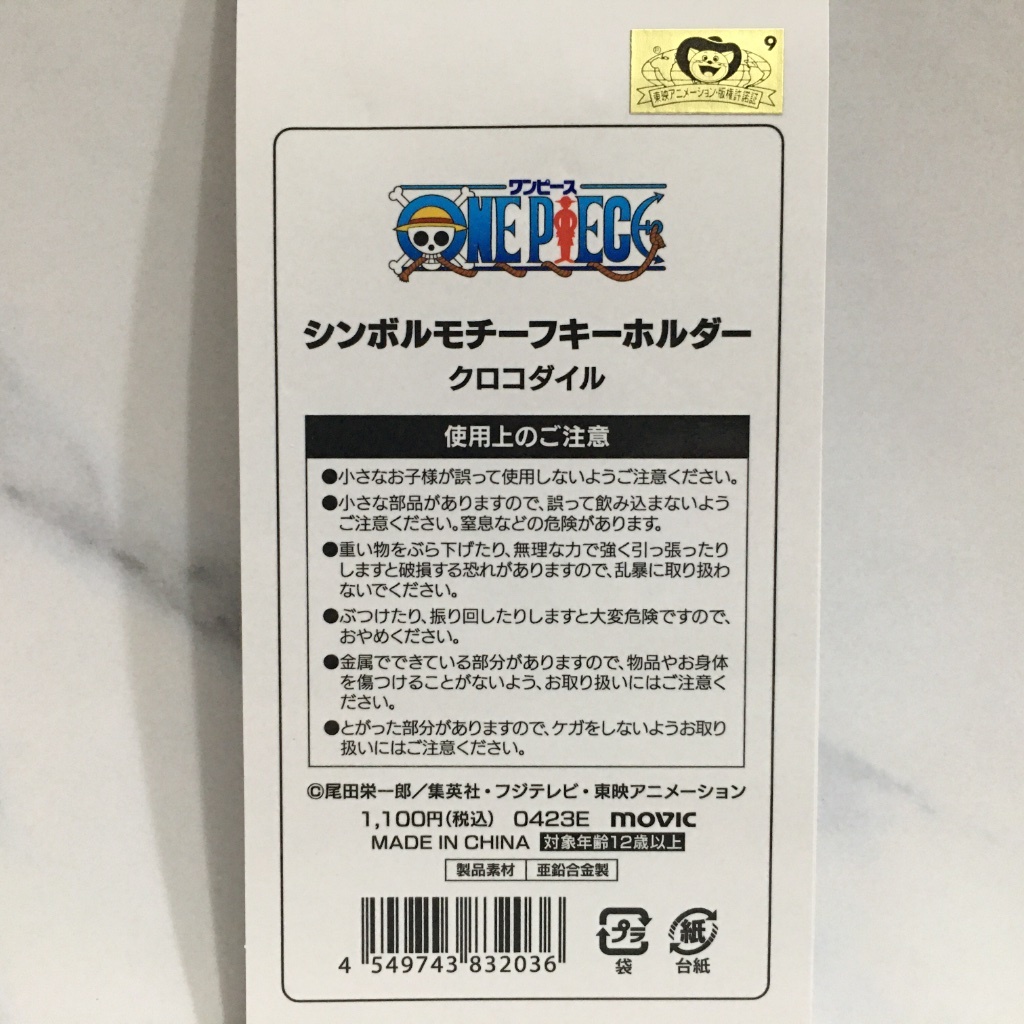 9
®
東映アニメーション・版権許諾証
ワンピース
ONE PIECE
シンボルモチーフキーホルダー
クロコダイル
使用上のご注意
●小さなお子様が誤って使用しないようご注意ください。
●小さな部品がありますので、誤って飲み込まないよう
ご注意ください。窒息などの危険があります。
●重い物をぶら下げたり、無理な力で強く引っ張ったり
しますと破損する恐れがありますので、乱暴に取り扱わ
ないでください。
●ぶつけたり、振り回したりしますと大変危険ですので、
おやめください。
●金属でできている部分がありますので、物品やお身体
を傷つけることがないよう、お取り扱いにはご注意く
ださい。
●とがった部分がありますので、ケガをしないようお取り
扱いにはご注意ください。
©尾田栄一郎／集英社・フジテレビ・東映アニメーション
1,100円(税込) 0423E movic
MADE IN CHINA 対象年齢12歳以上
製品素材 亜鉛合金製
4 549743 832036
プラ 紙
袋 台紙